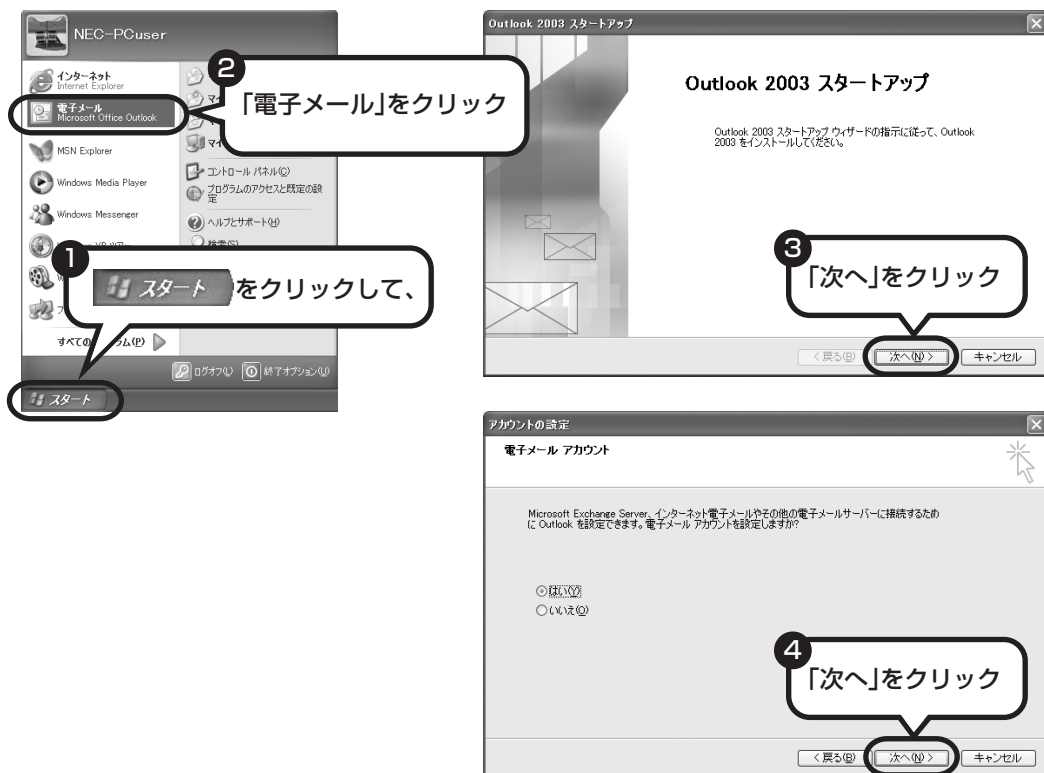 NEC-PCuser
インターネット
Internet Explorer
電子メール
Microsoft Office Outlook
MSN Explorer
Windows Media Player
Windows Messenger
すべての
ラム(P)
コントロール パネル(C)
プログラムのアクセスと既定の設
定
ヘルプとサポート(H)
検索(S)
ログオフ(L)
終了オプション(U)
スタート
1
スタート をクリックして、
2
「電子メール」をクリック
Outlook 2003 スタートアップ
Outlook 2003 スタートアップ
Outlook 2003 スタートアップ ウィザードの指示に従って、Outlook
2003 をインストールしてください。
3
「次へ」をクリック
< 戻る(B)
次へ(N) >
キャンセル
アカウントの設定
電子メール アカウント
Microsoft Exchange Server、インターネット電子メールやその他の電子メールサーバーに接続するため
に Outlook を設定できます。電子メール アカウントを設定しますか?
はい(Y)
いいえ(O)
4
「次へ」をクリック
< 戻る(B)
次へ(N) >
キャンセル